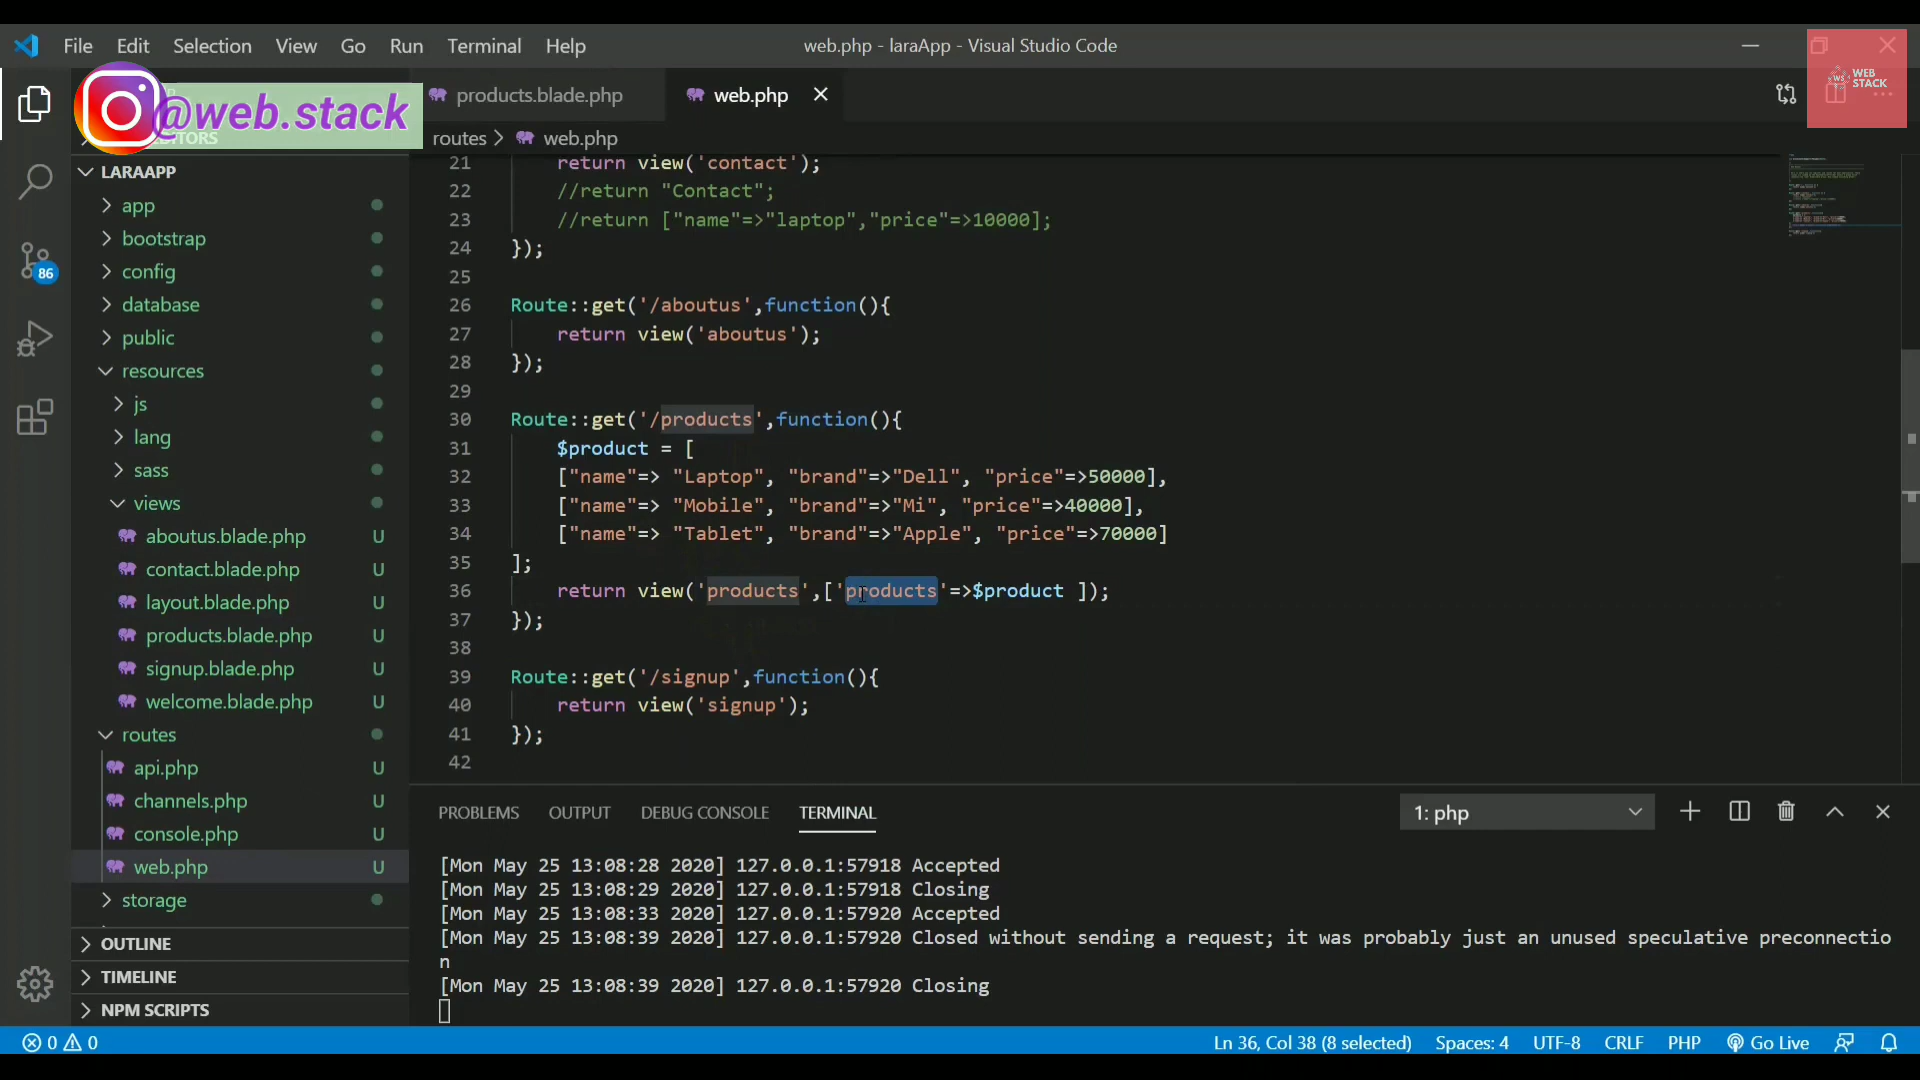 File Edit Selection View Go Run Terminal Help
web.php - laraApp - Visual Studio Code
WS WEB STACK
@web.stack
EDITORS
products.blade.php
web.php
routes > web.php
LARAAPP
app
bootstrap
config
database
public
resources
js
lang
sass
views
aboutus.blade.php U
contact.blade.php U
layout.blade.php U
products.blade.php U
signup.blade.php U
welcome.blade.php U
routes
api.php U
channels.php U
console.php U
web.php U
storage
OUTLINE
TIMELINE
NPM SCRIPTS
86
21 return view('contact');
22 //return "Contact";
23 //return ["name"=>"laptop","price"=>10000];
24 });
25
26 Route::get('/aboutus',function(){
27 return view('aboutus');
28 });
29
30 Route::get('/products',function(){
31 $product = [
32 ["name"=> "Laptop", "brand"=>"Dell", "price"=>50000],
33 ["name"=> "Mobile", "brand"=>"Mi", "price"=>40000],
34 ["name"=> "Tablet", "brand"=>"Apple", "price"=>70000]
35 ];
36 return view('products',['products'=>$product ]);
37 });
38
39 Route::get('/signup',function(){
40 return view('signup');
41 });
42
PROBLEMS OUTPUT DEBUG CONSOLE TERMINAL
1: php
[Mon May 25 13:08:28 2020] 127.0.0.1:57918 Accepted
[Mon May 25 13:08:29 2020] 127.0.0.1:57918 Closing
[Mon May 25 13:08:33 2020] 127.0.0.1:57920 Accepted
[Mon May 25 13:08:39 2020] 127.0.0.1:57920 Closed without sending a request; it was probably just an unused speculative preconnectio
n
[Mon May 25 13:08:39 2020] 127.0.0.1:57920 Closing
0 0
Ln 36, Col 38 (8 selected) Spaces: 4 UTF-8 CRLF PHP Go Live